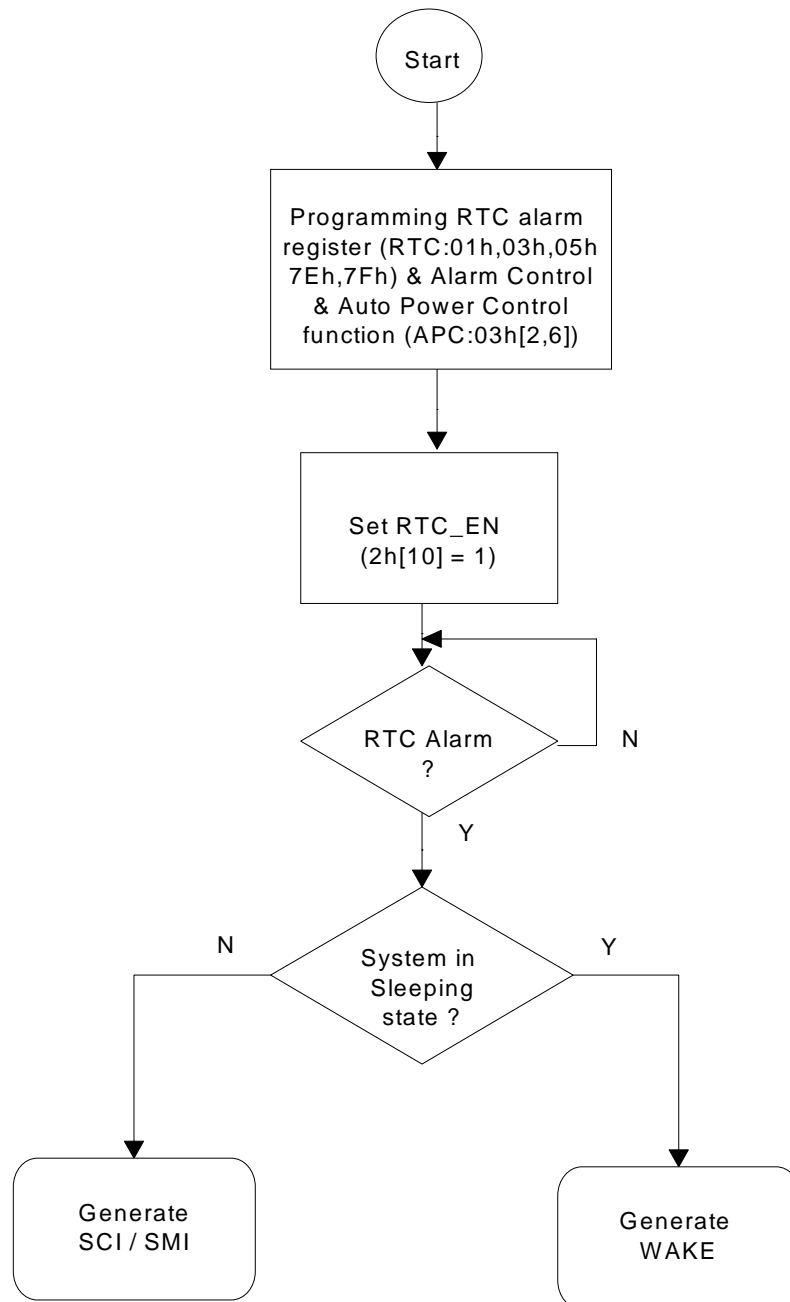 Start
Programming RTC alarm
register (RTC:01h,03h,05h
7Eh,7Fh) & Alarm Control
& Auto Power Control
function (APC:03h[2,6])
Set RTC_EN
(2h[10] = 1)
RTC Alarm
?
N
Y
N
Y
System in
Sleeping
state ?
Generate
SCI / SMI
Generate
WAKE